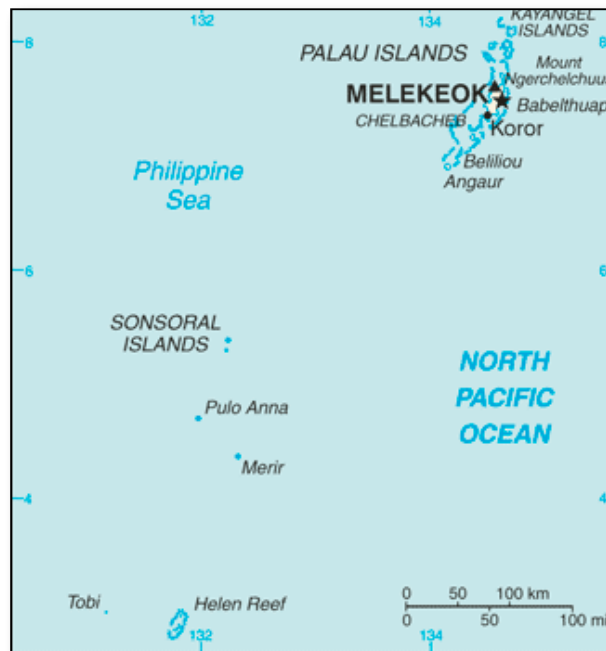 132
134
KAYANGEL
ISLANDS
8
8
PALAU ISLANDS
Mount
Ngerchelchuus
MELEKEOK
Babelthuap
CHELBACHEB
Koror
Beliliou
Angaur
Philippine
Sea
6
6
SONSORAL
ISLANDS
NORTH
PACIFIC
OCEAN
Pulo Anna
Merir
4
4
Tobi
Helen Reef
0 50 100 km
0 50 100 mi
132
134